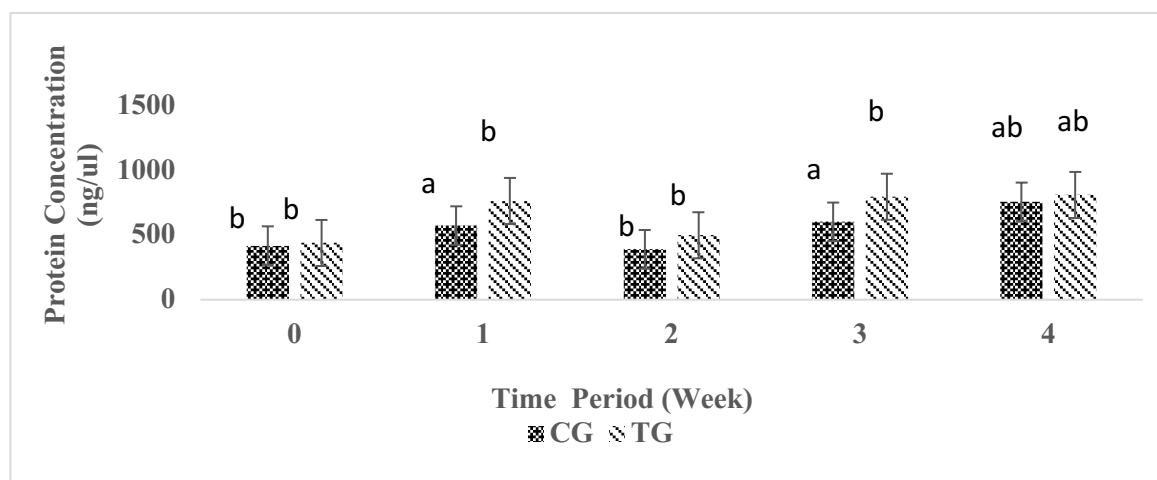 Protein Concentration
(ng/ul)
1500
1000
500
0
b
b
a
b
b
b
a
b
ab
ab
0
1
2
3
4
Time Period (Week)
CG
TG